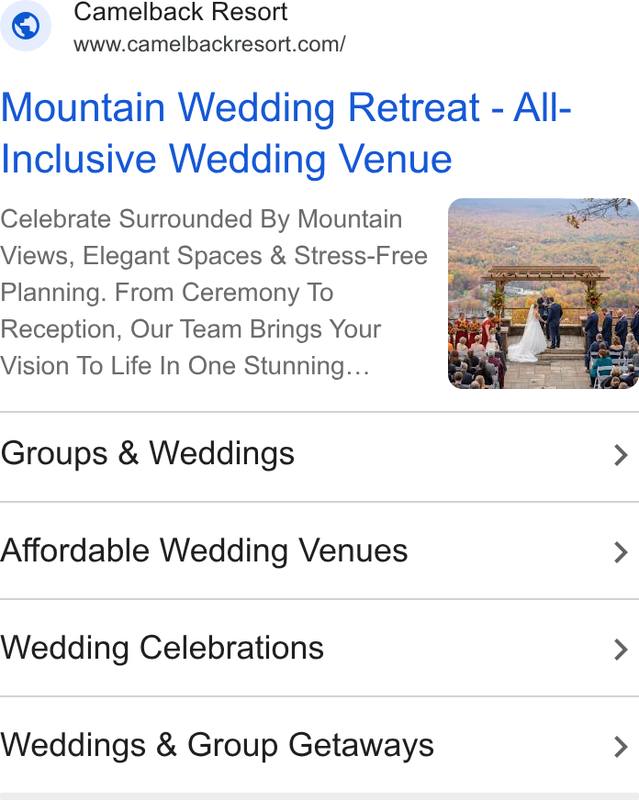 Camelback Resort
www.camelbackresort.com/
Mountain Wedding Retreat - All-
Inclusive Wedding Venue
Celebrate Surrounded By Mountain
Views, Elegant Spaces & Stress-Free
Planning. From Ceremony To
Reception, Our Team Brings Your
Vision To Life In One Stunning…
Groups & Weddings
Affordable Wedding Venues
Wedding Celebrations
Weddings & Group Getaways